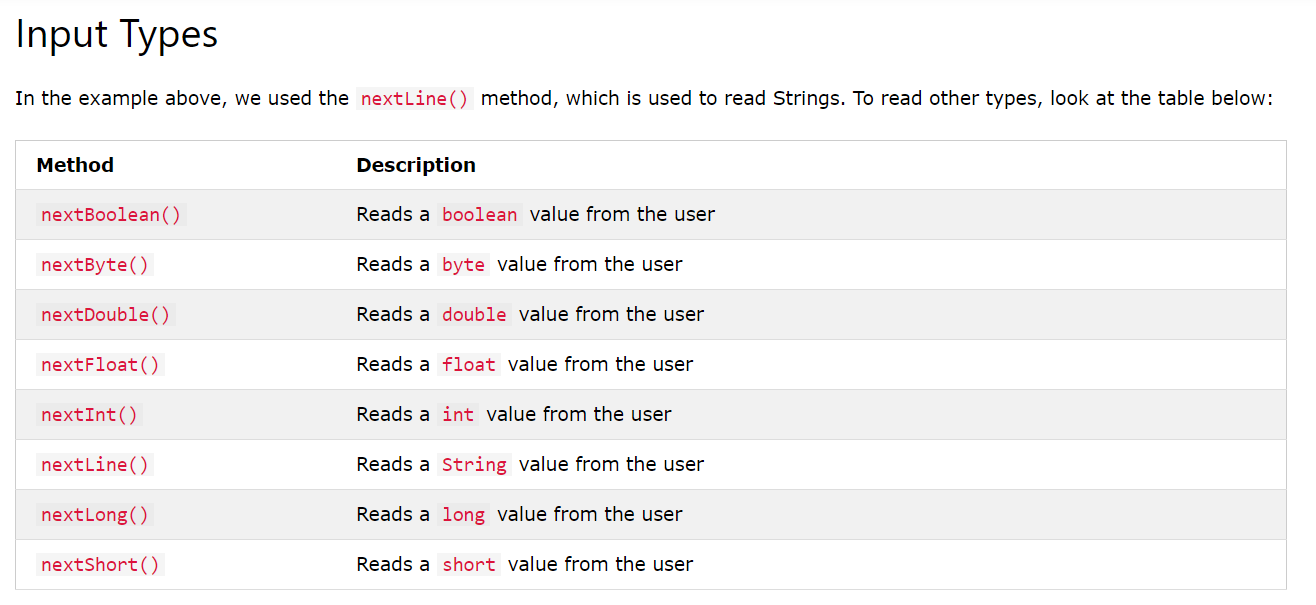 Input Types
In the example above, we used the nextLine() method, which is used to read Strings. To read other types, look at the table below:
Method Description
nextBoolean() Reads a boolean value from the user
nextByte() Reads a byte value from the user
nextDouble() Reads a double value from the user
nextFloat() Reads a float value from the user
nextInt() Reads a int value from the user
nextLine() Reads a String value from the user
nextLong() Reads a long value from the user
nextShort() Reads a short value from the user